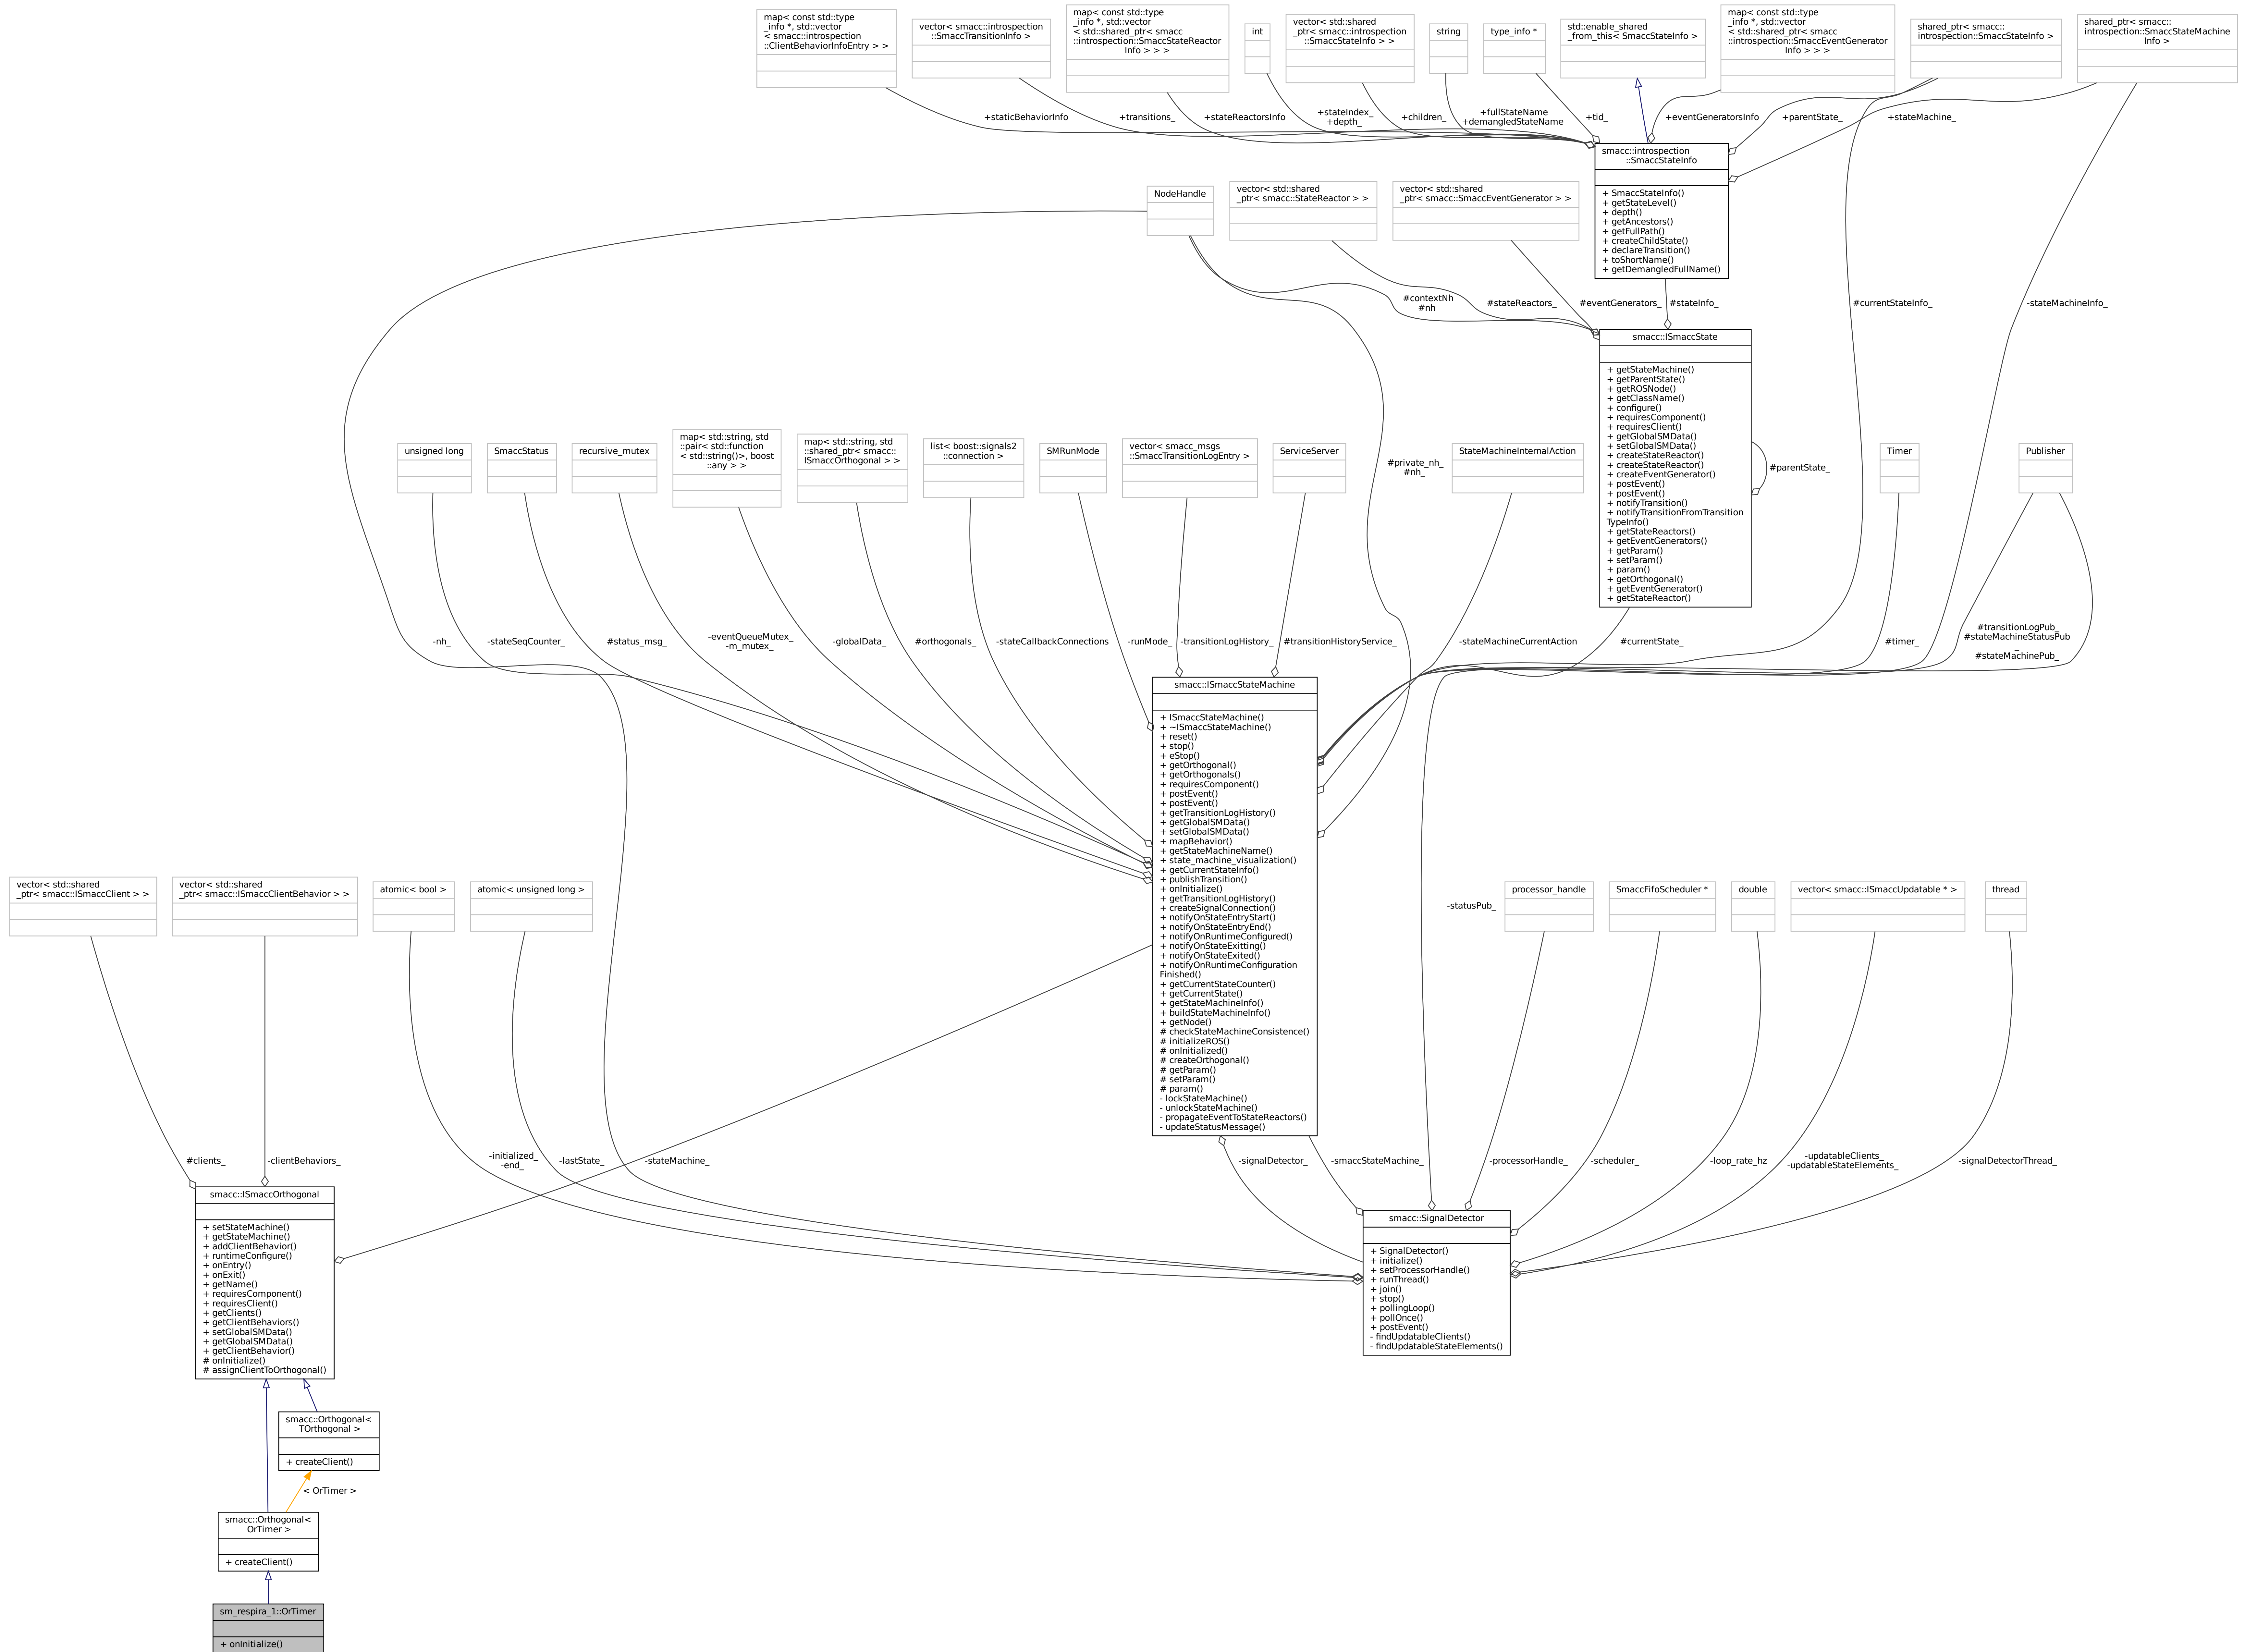 map< const std::type
_info *, std::vector
< smacc::introspection
::ClientBehaviorInfoEntry > >
vector< smacc::introspection
::SmaccTransitionInfo >
map< const std::type
_info *, std::vector
< std::shared_ptr< smacc
::introspection::SmaccStateReactor
Info > > >
int
vector< std::shared
_ptr< smacc::introspection
::SmaccStateInfo > >
string
type_info *
std::enable_shared
_from_this< SmaccStateInfo >
map< const std::type
_info *, std::vector
< std::shared_ptr< smacc
::introspection::SmaccEventGenerator
Info > > >
shared_ptr< smacc::
introspection::SmaccStateInfo >
shared_ptr< smacc::
introspection::SmaccStateMachine
Info >
+staticBehaviorInfo
+transitions_
+stateReactorsInfo
+stateIndex_
+depth_
+children_
+fullStateName
+demangledStateName
+tid_
+eventGeneratorsInfo
+parentState_
+stateMachine_
smacc::introspection
::SmaccStateInfo
+ SmaccStateInfo()
+ getStateLevel()
+ depth()
+ getAncestors()
+ getFullPath()
+ createChildState()
+ declareTransition()
+ toShortName()
+ getDemangledFullName()
NodeHandle
vector< std::shared
_ptr< smacc::StateReactor > >
vector< std::shared
_ptr< smacc::SmaccEventGenerator > >
#contextNh
#nh
#stateReactors_
#eventGenerators_
#stateInfo_
#currentStateInfo_
-stateMachineInfo_
smacc::ISmaccState
+ getStateMachine()
+ getParentState()
+ getROSNode()
+ getClassName()
+ configure()
+ requiresComponent()
+ requiresClient()
+ getGlobalSMData()
+ setGlobalSMData()
+ createStateReactor()
+ createStateReactor()
+ createEventGenerator()
+ postEvent()
+ postEvent()
+ notifyTransition()
+ notifyTransitionFromTransition
TypeInfo()
+ getStateReactors()
+ getEventGenerators()
+ getParam()
+ setParam()
+ param()
+ getOrthogonal()
+ getEventGenerator()
+ getStateReactor()
#parentState_
unsigned long
SmaccStatus
recursive_mutex
map< std::string, std
::pair< std::function
< std::string()>, boost
::any > >
map< std::string, std
::shared_ptr< smacc::
ISmaccOrthogonal > >
list< boost::signals2
::connection >
SMRunMode
vector< smacc_msgs
::SmaccTransitionLogEntry >
ServiceServer
#private_nh_
#nh_
StateMachineInternalAction
Timer
Publisher
-nh_
-stateSeqCounter_
#status_msg_
-eventQueueMutex_
-m_mutex_
-globalData_
#orthogonals_
-stateCallbackConnections
-runMode_
-transitionLogHistory_
#transitionHistoryService_
-stateMachineCurrentAction
#currentState_
#timer_
#transitionLogPub_
#stateMachineStatusPub
_
#stateMachinePub_
smacc::ISmaccStateMachine
+ ISmaccStateMachine()
+ ~ISmaccStateMachine()
+ reset()
+ stop()
+ eStop()
+ getOrthogonal()
+ getOrthogonals()
+ requiresComponent()
+ postEvent()
+ postEvent()
+ getTransitionLogHistory()
+ getGlobalSMData()
+ setGlobalSMData()
+ mapBehavior()
+ getStateMachineName()
+ state_machine_visualization()
+ getCurrentStateInfo()
+ publishTransition()
+ onInitialize()
+ getTransitionLogHistory()
+ createSignalConnection()
+ notifyOnStateEntryStart()
+ notifyOnStateEntryEnd()
+ notifyOnRuntimeConfigured()
+ notifyOnStateExitting()
+ notifyOnStateExited()
+ notifyOnRuntimeConfiguration
Finished()
+ getCurrentStateCounter()
+ getCurrentState()
+ getStateMachineInfo()
+ buildStateMachineInfo()
+ getNode()
# checkStateMachineConsistence()
# initializeROS()
# onInitialized()
# createOrthogonal()
# getParam()
# setParam()
# param()
- lockStateMachine()
- unlockStateMachine()
- propagateEventToStateReactors()
- updateStatusMessage()
vector< std::shared
_ptr< smacc::ISmaccClient > >
vector< std::shared
_ptr< smacc::ISmaccClientBehavior > >
atomic< bool >
atomic< unsigned long >
-statusPub_
processor_handle
SmaccFifoScheduler *
double
vector< smacc::ISmaccUpdatable * >
thread
#clients_
-clientBehaviors_
-initialized_
-end_
-lastState_
-stateMachine_
-signalDetector_
-smaccStateMachine_
-processorHandle_
-scheduler_
-loop_rate_hz
-updatableClients_
-updatableStateElements_
-signalDetectorThread_
smacc::ISmaccOrthogonal
+ setStateMachine()
+ getStateMachine()
+ addClientBehavior()
+ runtimeConfigure()
+ onEntry()
+ onExit()
+ getName()
+ requiresComponent()
+ requiresClient()
+ getClients()
+ getClientBehaviors()
+ setGlobalSMData()
+ getGlobalSMData()
+ getClientBehavior()
# onInitialize()
# assignClientToOrthogonal()
smacc::SignalDetector
+ SignalDetector()
+ initialize()
+ setProcessorHandle()
+ runThread()
+ join()
+ stop()
+ pollingLoop()
+ pollOnce()
+ postEvent()
- findUpdatableClients()
- findUpdatableStateElements()
smacc::Orthogonal<
TOrthogonal >
+ createClient()
< OrTimer >
smacc::Orthogonal<
OrTimer >
+ createClient()
sm_respira_1::OrTimer
+ onInitialize()